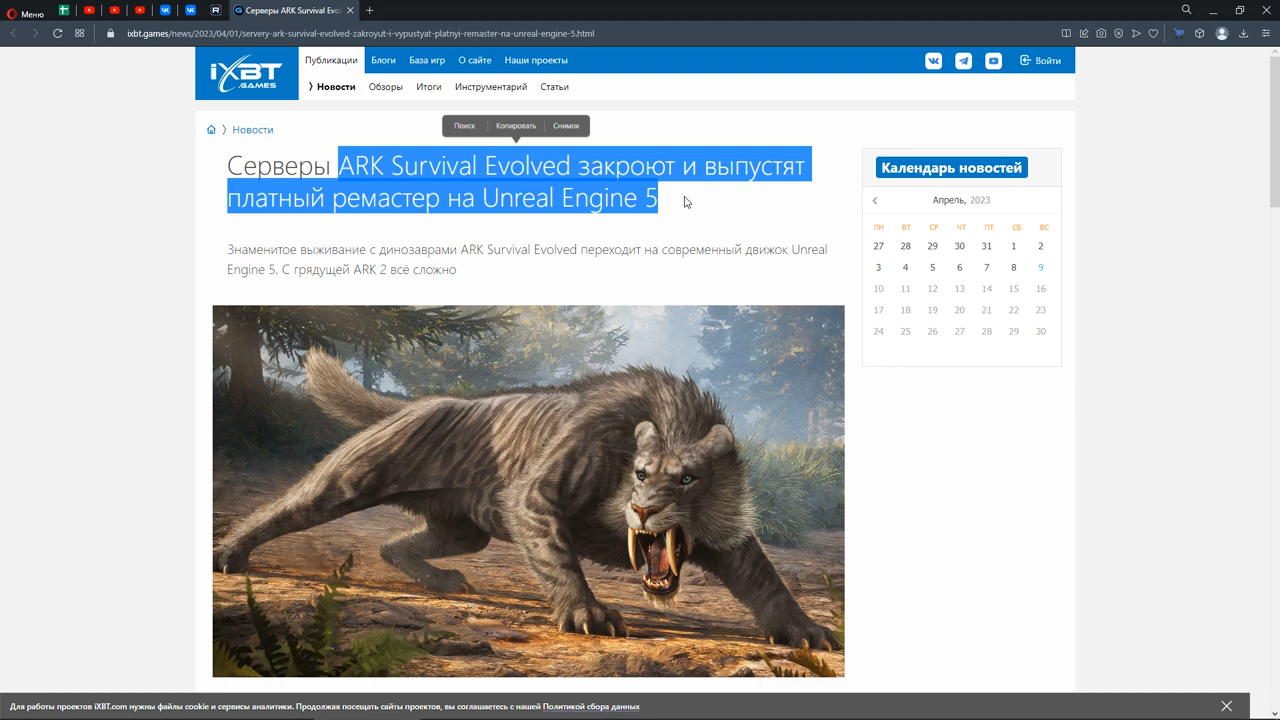 Меню
Серверы ARK Survival Evol
ixbt.games/news/2023/04/01/servery-ark-survival-evolved-zakroyut-i-vypustyat-platnyi-remaster-na-unreal-engine-5.html
iXBT .GAMES
Публикации Блоги База игр О сайте Наши проекты Войти
Новости Обзоры Итоги Инструментарий Статьи
Новости
Поиск Копировать Снимок
Серверы ARK Survival Evolved закроют и выпустят
платный ремастер на Unreal Engine 5
Знаменитое выживание с динозаврами ARK Survival Evolved переходит на современный движок Unreal
Engine 5. С грядущей ARK 2 всё сложно
Календарь новостей
Апрель, 2023
ПН ВТ СР ЧТ ПТ СБ ВС
27 28 29 30 31 1 2
3 4 5 6 7 8 9
10 11 12 13 14 15 16
17 18 19 20 21 22 23
24 25 26 27 28 29 30
Для работы проектов iXBT.com нужны файлы cookie и сервисы аналитики. Продолжая посещать сайты проектов, вы соглашаетесь с нашей Политикой сбора данных